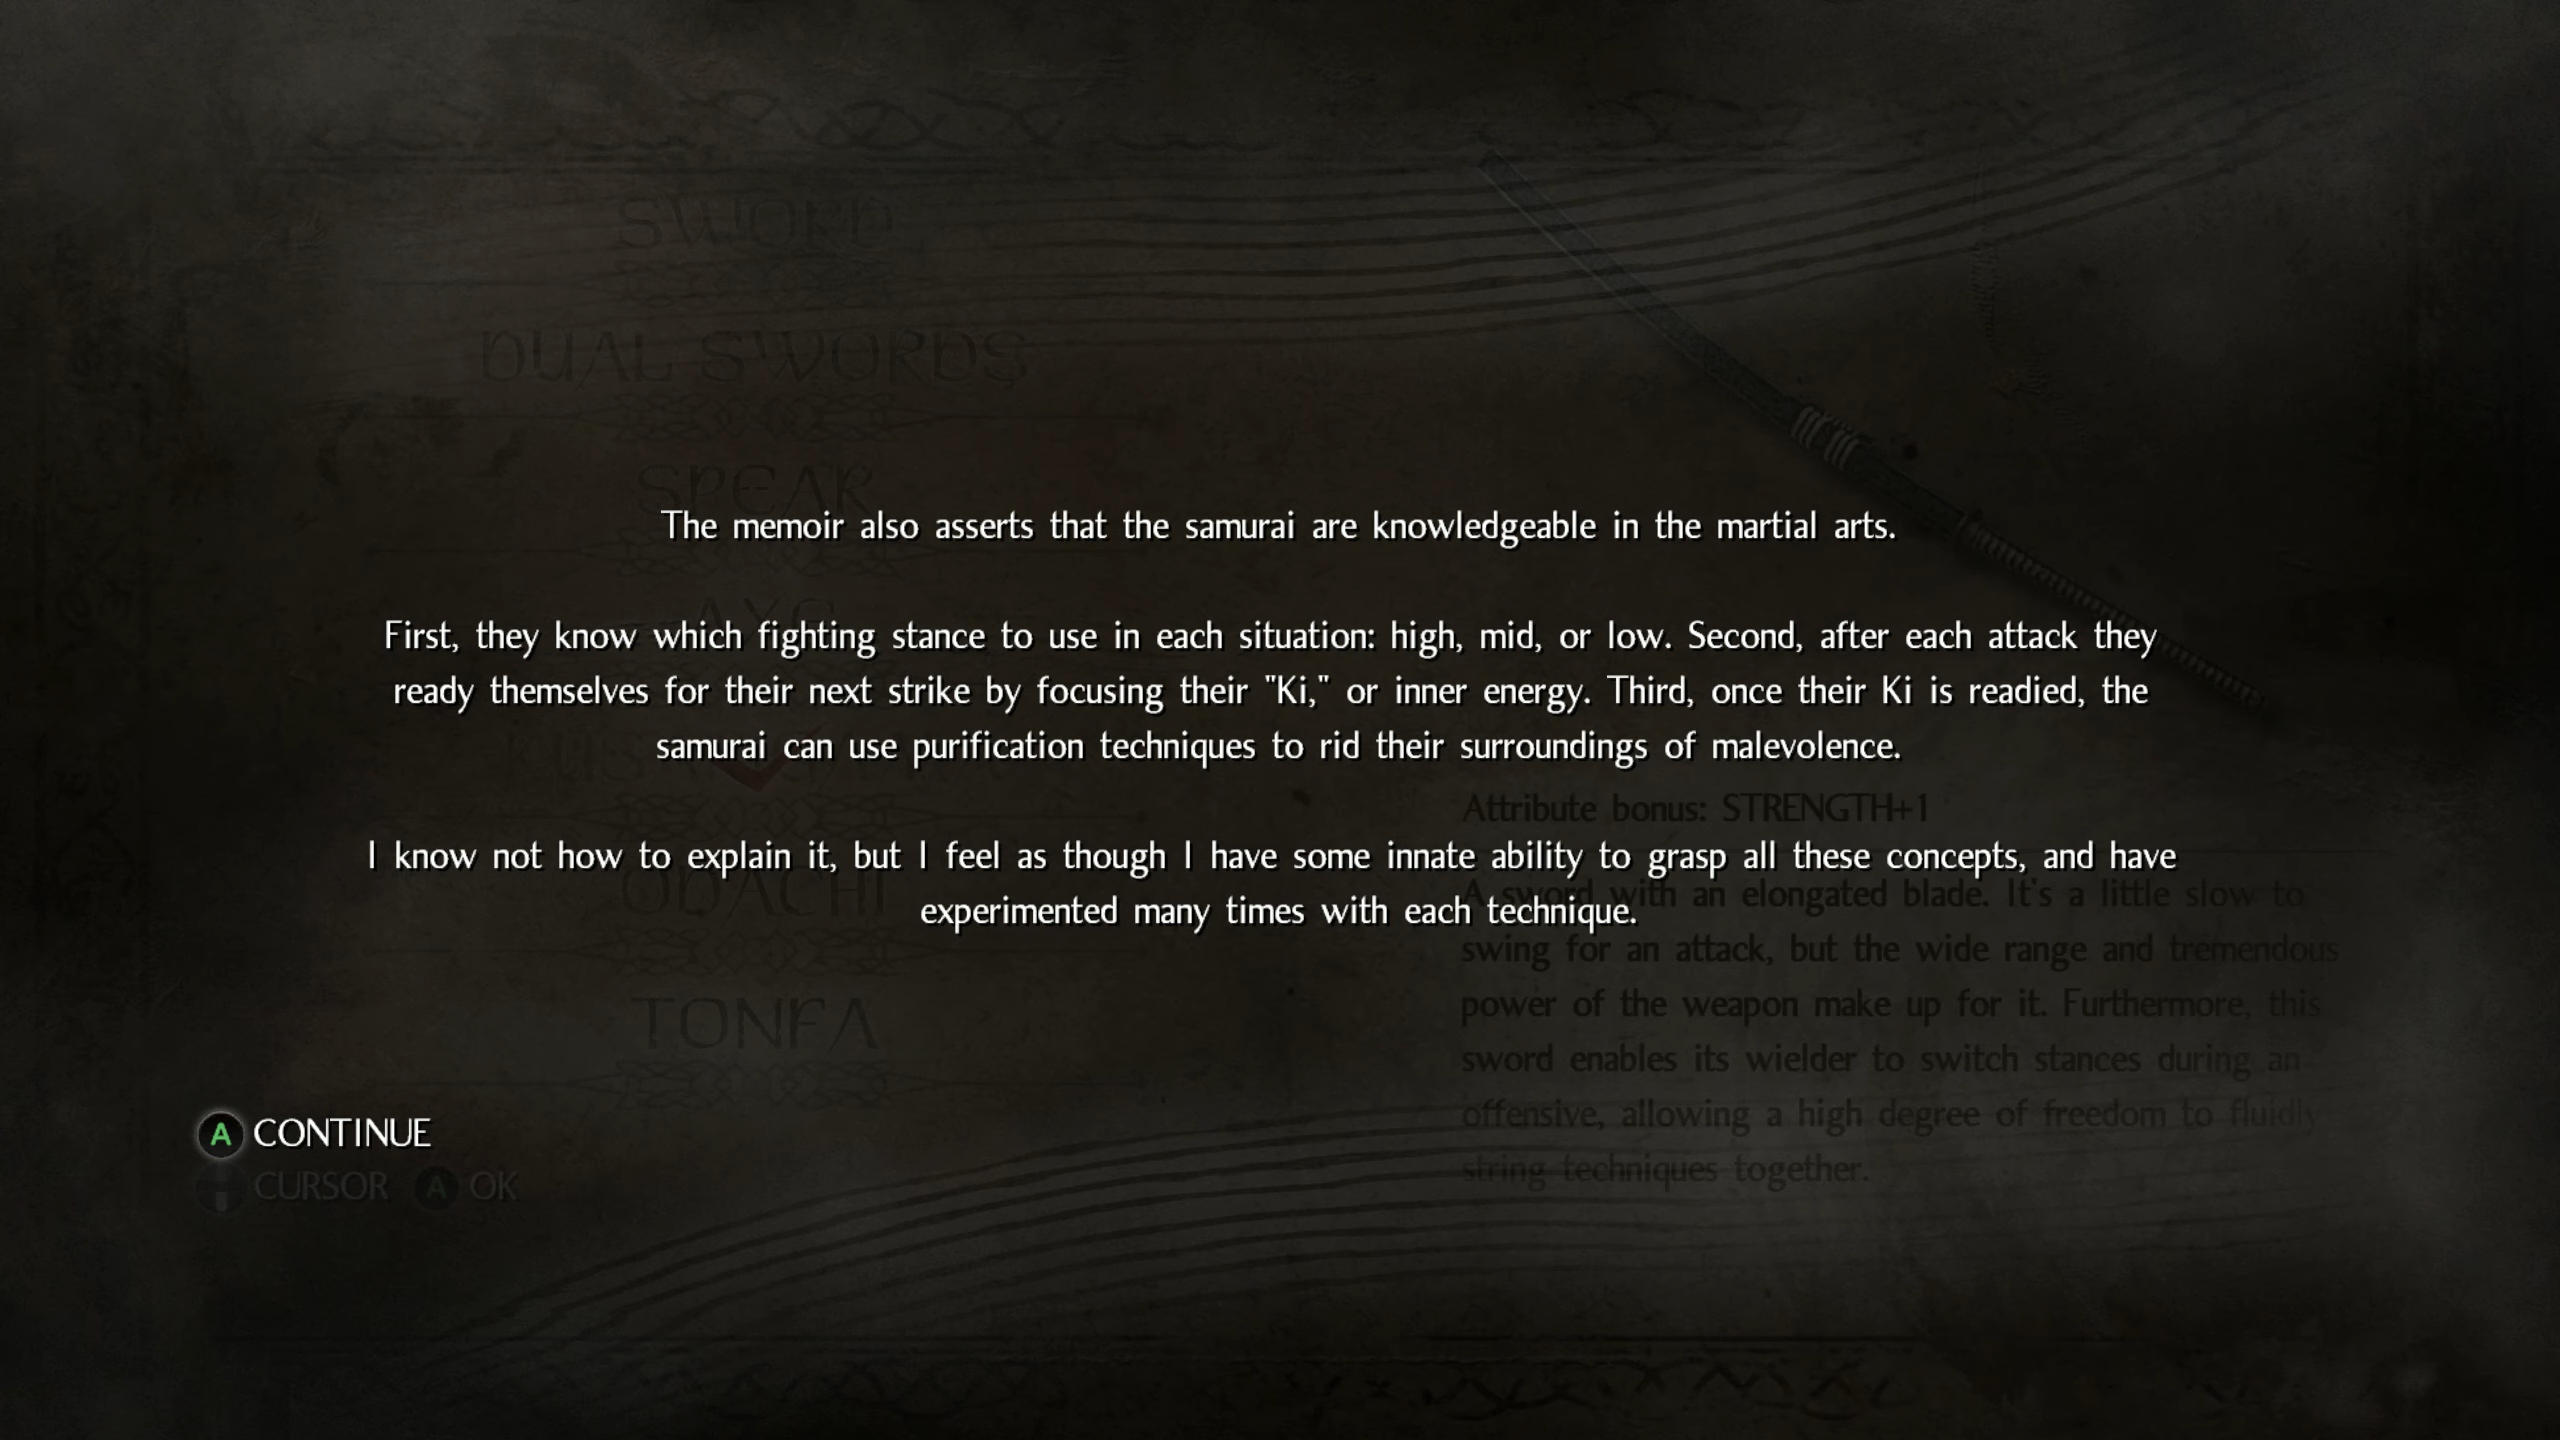 SWORD
DUAL SWORDS
SPEAR
The memoir also asserts that the samurai are knowledgeable in the martial arts.
AXE
First, they know which fighting stance to use in each situation: high, mid, or low. Second, after each attack they
ready themselves for their next strike by focusing their "Ki," or inner energy. Third, once their Ki is readied, the
samurai can use purification techniques to rid their surroundings of malevolence.
Attribute bonus: STRENGTH+1
I know not how to explain it, but I feel as though I have some innate ability to grasp all these concepts, and have
experimented many times with each technique.
ODACHI
A sword with an elongated blade. It's a little slow to
swing for an attack, but the wide range and tremendous
power of the weapon make up for it. Furthermore, this
sword enables its wielder to switch stances during an
offensive, allowing a high degree of freedom to fluidly
string techniques together.
TONFA
A CONTINUE
CURSOR A OK